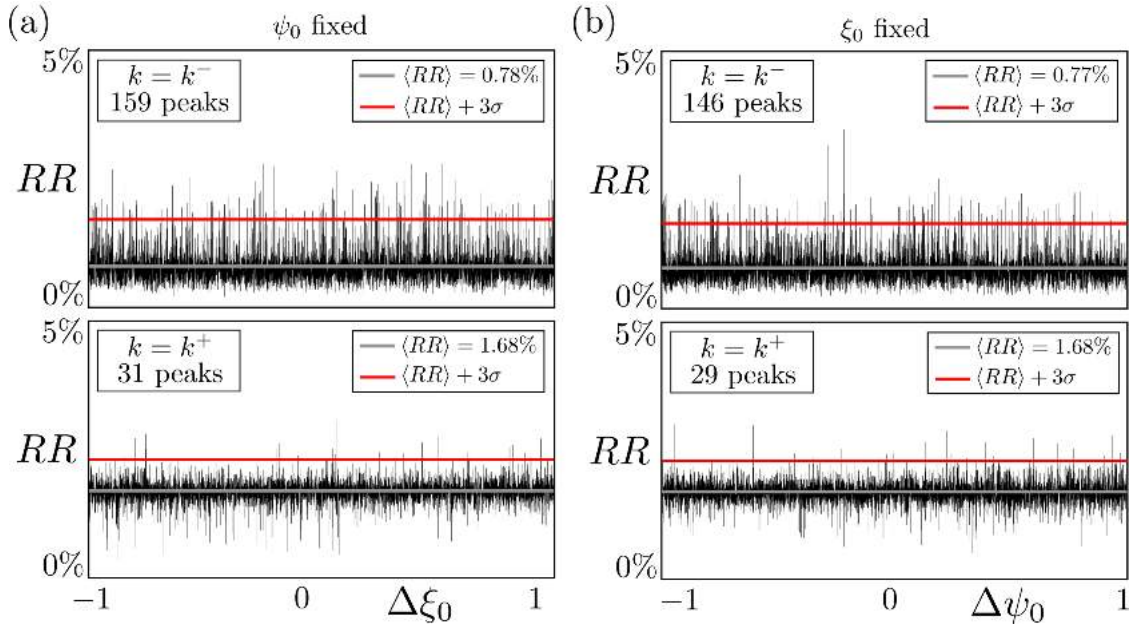 (a)
ψ₀ fixed
5%
k = k⁻
159 peaks
⟨RR⟩ = 0.78%
⟨RR⟩ + 3σ
RR
0%
5%
k = k⁺
31 peaks
⟨RR⟩ = 1.68%
⟨RR⟩ + 3σ
RR
0%
−1
0
Δξ₀
1
(b)
ξ₀ fixed
5%
k = k⁻
146 peaks
⟨RR⟩ = 0.77%
⟨RR⟩ + 3σ
RR
0%
5%
k = k⁺
29 peaks
⟨RR⟩ = 1.68%
⟨RR⟩ + 3σ
RR
0%
−1
0
Δψ₀
1